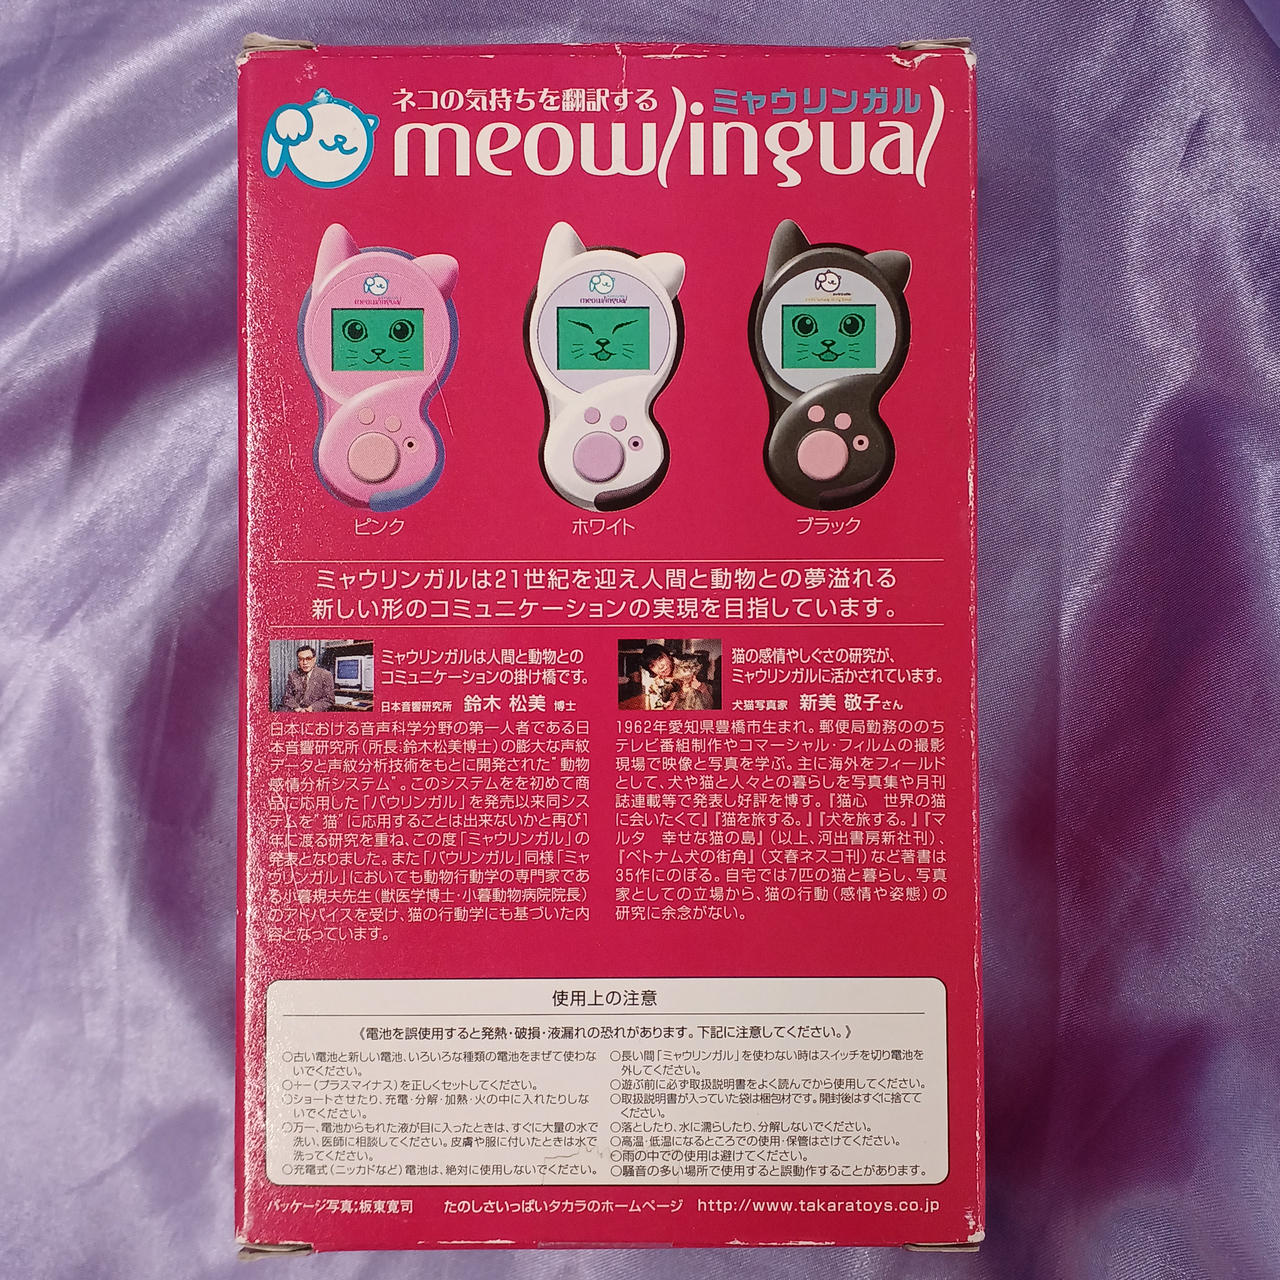 ネコの気持ちを翻訳する ミャウリンガル
meowlingual
meowlingual
meowlingual
ピンク
ホワイト
ブラック
ミャウリンガルは21世紀を迎え人間と動物との夢溢れる
新しい形のコミュニケーションの実現を目指しています。
ミャウリンガルは人間と動物との
コミュニケーションの掛け橋です。
日本音響研究所 鈴木 松美 博士
日本における音声科学分野の第一人者である日
本音響研究所(所長:鈴木松美博士)の膨大な声紋
データと声紋分析技術をもとに開発された"動物
感情分析システム"。このシステムをを初めて商
品に応用した「バウリンガル」を発売以来同シス
テムを"猫"に応用することは出来ないかと再び1
年に渡る研究を重ね、この度「ミャウリンガル」の
発表となりました。また「バウリンガル」同様「ミャ
ウリンガル」においても動物行動学の専門家であ
る小暮規夫先生(獣医学博士・小暮動物病院院長)
のアドバイスを受け、猫の行動学にも基づいた内
容となっています。
猫の感情やしぐさの研究が、
ミャウリンガルに活かされています。
犬猫写真家 新美 敬子さん
1962年愛知県豊橋市生まれ。郵便局勤務ののち
テレビ番組制作やコマーシャル・フィルムの撮影
現場で映像と写真を学ぶ。主に海外をフィールド
として、犬や猫と人々との暮らしを写真集や月刊
誌連載等で発表し好評を博す。『猫心 世界の猫
に会いたくて』『猫を旅する。』『犬を旅する。』『マ
ルタ 幸せな猫の島』(以上、河出書房新社刊)、
『ベトナム犬の街角』(文春ネスコ刊)など著書は
35作にのぼる。自宅では7匹の猫と暮らし、写真
家としての立場から、猫の行動(感情や姿態)の
研究に余念がない。
使用上の注意
《電池を誤使用すると発熱・破損・液漏れの恐れがあります。下記に注意してください。》
○古い電池と新しい電池、いろいろな種類の電池をまぜて使わな
いでください。
○+−(プラスマイナス)を正しくセットしてください。
○ショートさせたり、充電・分解・加熱・火の中に入れたりしな
いでください。
○万一、電池からもれた液が目に入ったときは、すぐに大量の水で
洗い、医師に相談してください。皮膚や服に付いたときは水で
洗ってください。
○充電式(ニッカドなど)電池は、絶対に使用しないでください。
○長い間「ミャウリンガル」を使わない時はスイッチを切り電池を
外してください。
○遊ぶ前に必ず取扱説明書をよく読んでから使用してください。
○取扱説明書が入っていた袋は梱包材です。開封後はすぐに捨てて
ください。
○落としたり、水に濡らしたり、分解しないでください。
○高温・低温になるところでの使用・保管はさけてください。
○雨の中での使用は避けてください。
○騒音の多い場所で使用すると誤動作することがあります。
パッケージ写真;板東寛司 たのしさいっぱいタカラのホームページ http://www.takaratoys.co.jp